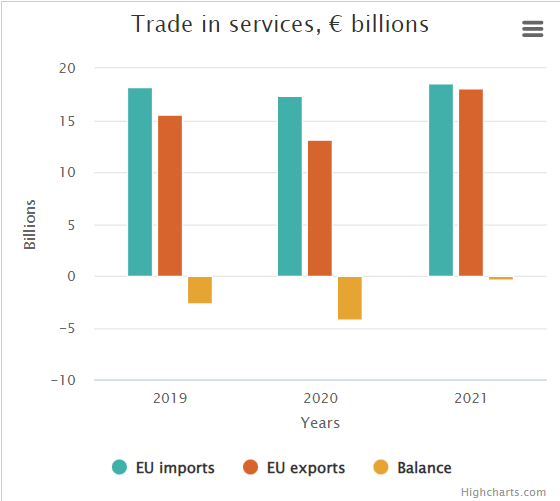 Trade in services, € billions
20
15
10
5
0
−5
−10
Billions
2019 2020 2021
Years
EU imports EU exports Balance
Highcharts.com